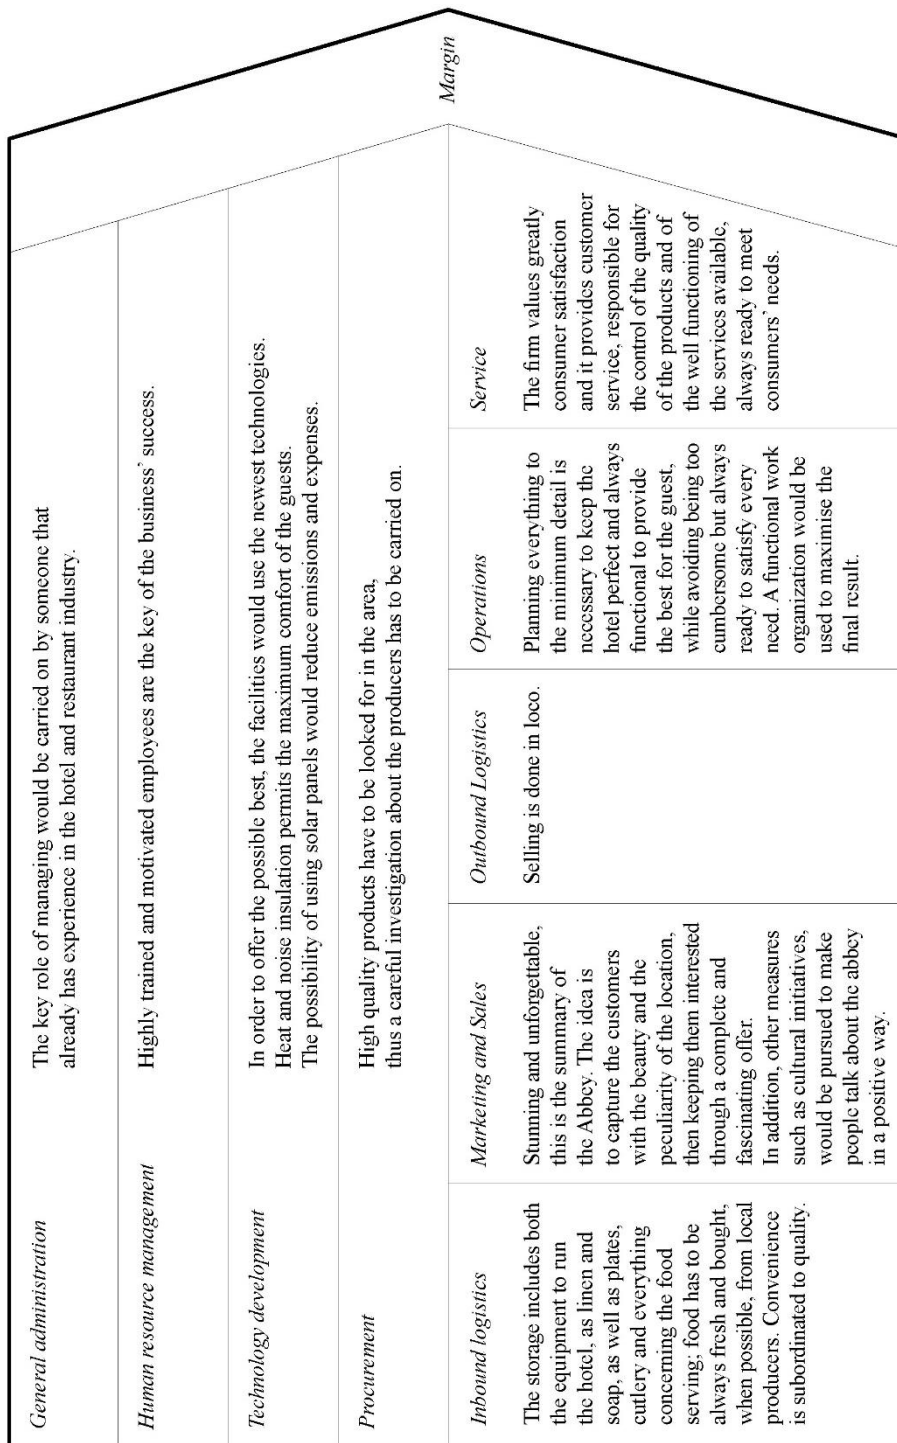 General administration
The key role of managing would be carried on by someone that
already has experience in the hotel and restaurant industry.
Human resource management
Highly trained and motivated employees are the key of the business' success.
Technology development
In order to offer the possible best, the facilities would use the newest technologies.
Heat and noise insulation permits the maximum comfort of the guests.
The possibility of using solar panels would reduce emissions and expenses.
Procurement
High quality products have to be looked for in the area,
thus a careful investigation about the producers has to be carried on.
Margin
Inbound logistics
The storage includes both
the equipment to run
the hotel, as linen and
soap, as well as plates,
cutlery and everything
concerning the food
serving; food has to be
always fresh and bought,
when possible, from local
producers. Convenience
is subordinated to quality.
Marketing and Sales
Stunning and unforgettable,
this is the summary of
the Abbey. The idea is
to capture the customers
with the beauty and the
peculiarity of the location,
then keeping them interested
through a complete and
fascinating offer.
In addition, other measures
such as cultural initiatives,
would be pursued to make
people talk about the abbey
in a positive way.
Outbound Logistics
Selling is done in loco.
Operations
Planning everything to
the minimum detail is
necessary to keep the
hotel perfect and always
functional to provide
the best for the guest,
while avoiding being too
cumbersome but always
ready to satisfy every
need. A functional work
organization would be
used to maximise the
final result.
Service
The firm values greatly
consumer satisfaction
and it provides customer
service, responsible for
the control of the quality
of the products and of
the well functioning of
the services available,
always ready to meet
consumers' needs.